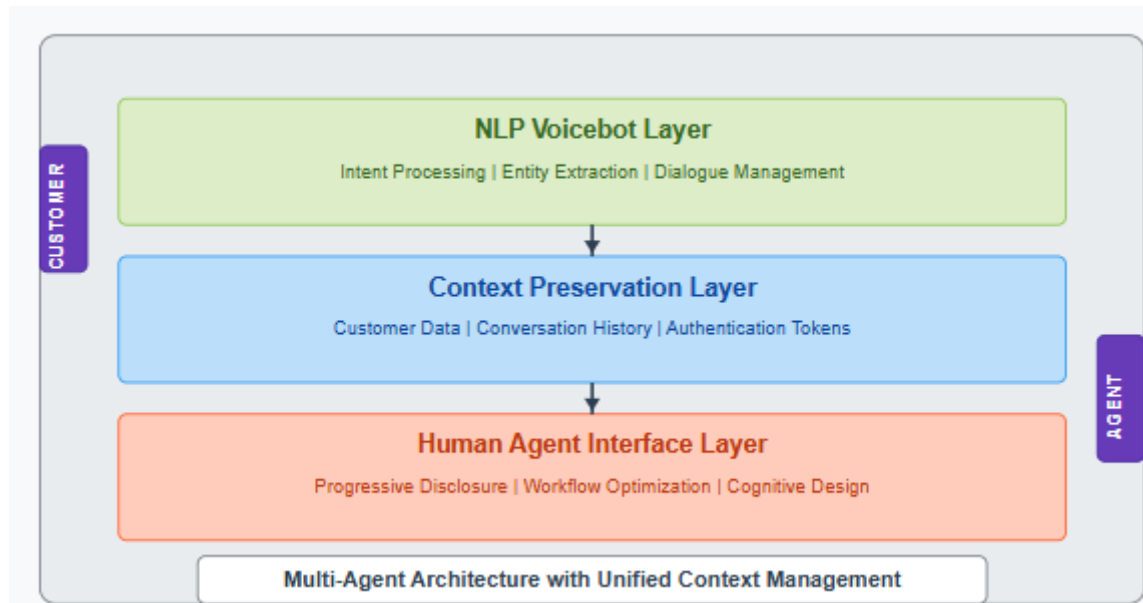 NLP Voicebot Layer
Intent Processing | Entity Extraction | Dialogue Management
CUSTOMER
Context Preservation Layer
Customer Data | Conversation History | Authentication Tokens
Human Agent Interface Layer
Progressive Disclosure | Workflow Optimization | Cognitive Design
AGENT
Multi-Agent Architecture with Unified Context Management